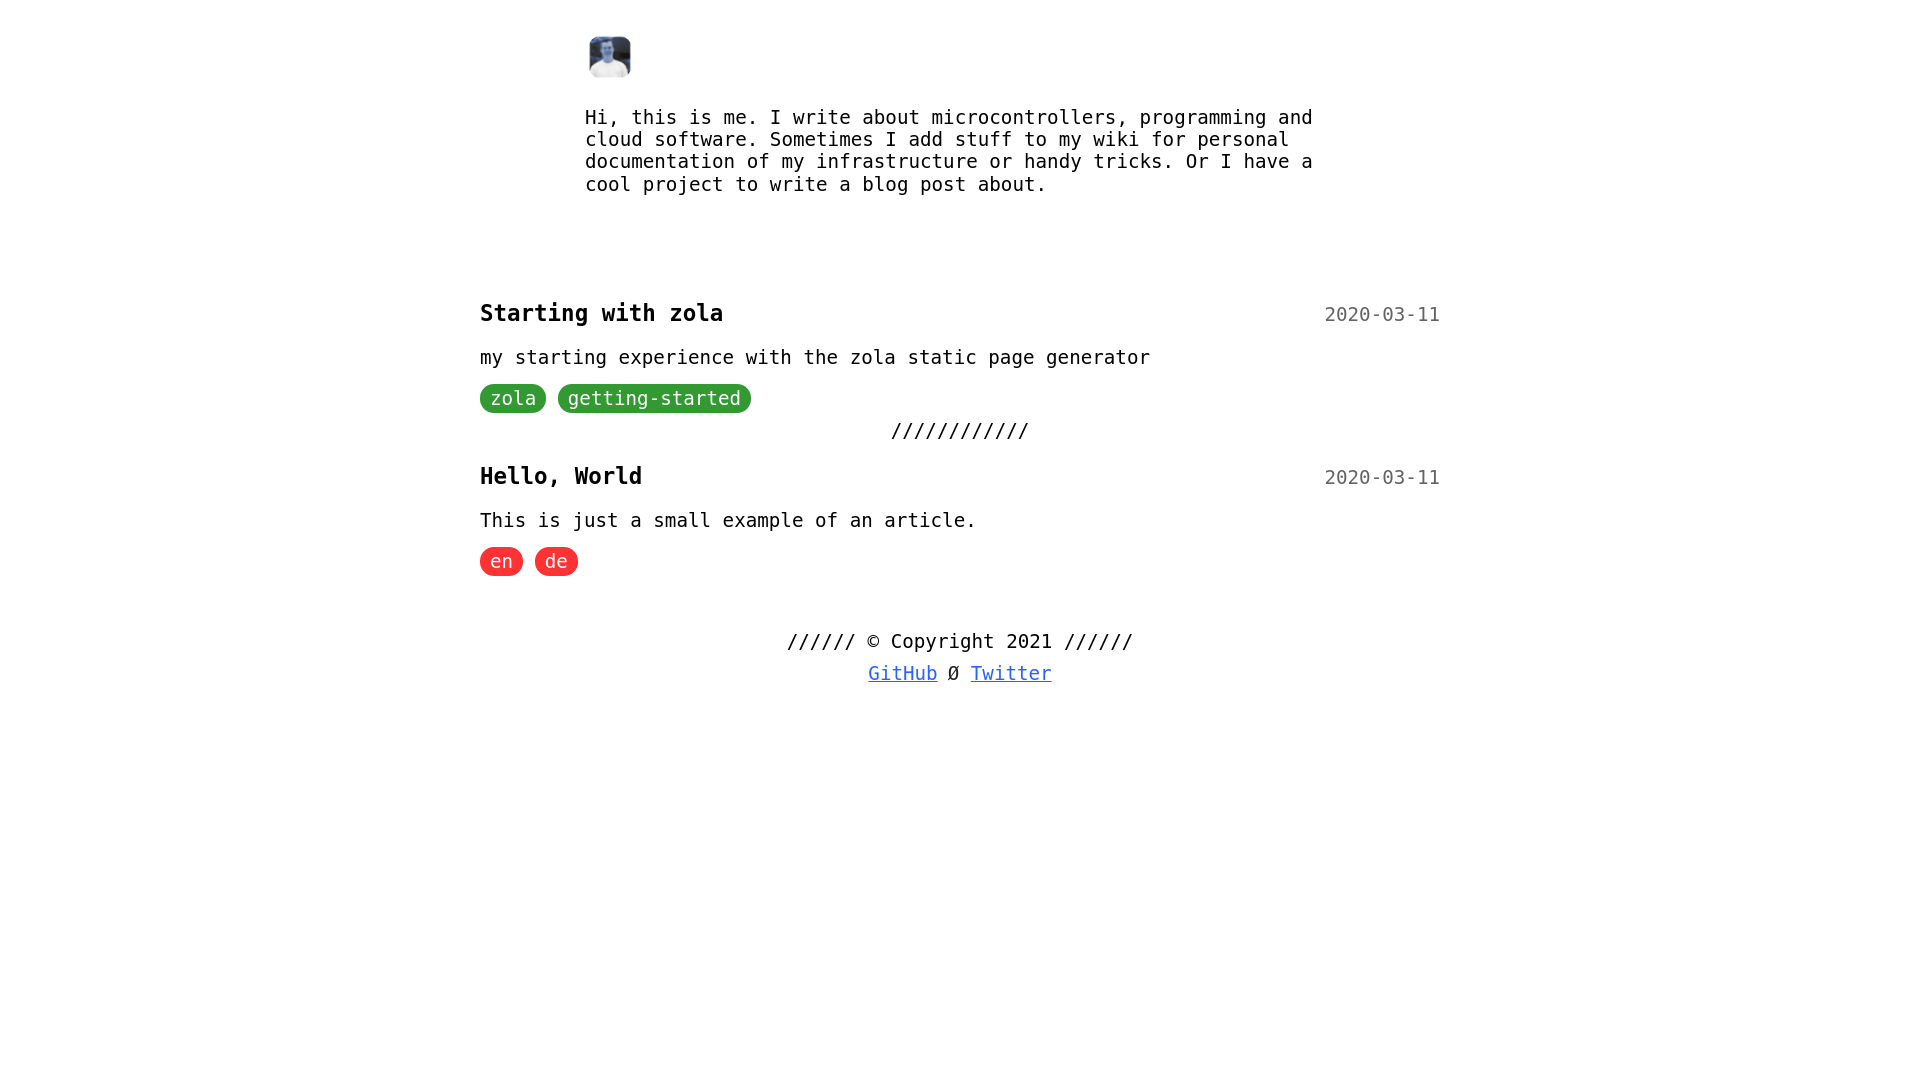 Hi, this is me. I write about microcontrollers, programming and
cloud software. Sometimes I add stuff to my wiki for personal
documentation of my infrastructure or handy tricks. Or I have a
cool project to write a blog post about.
Starting with zola 2020-03-11
my starting experience with the zola static page generator
zola getting-started
////////////
Hello, World 2020-03-11
This is just a small example of an article.
en de
////// © Copyright 2021 //////
GitHub Ø Twitter